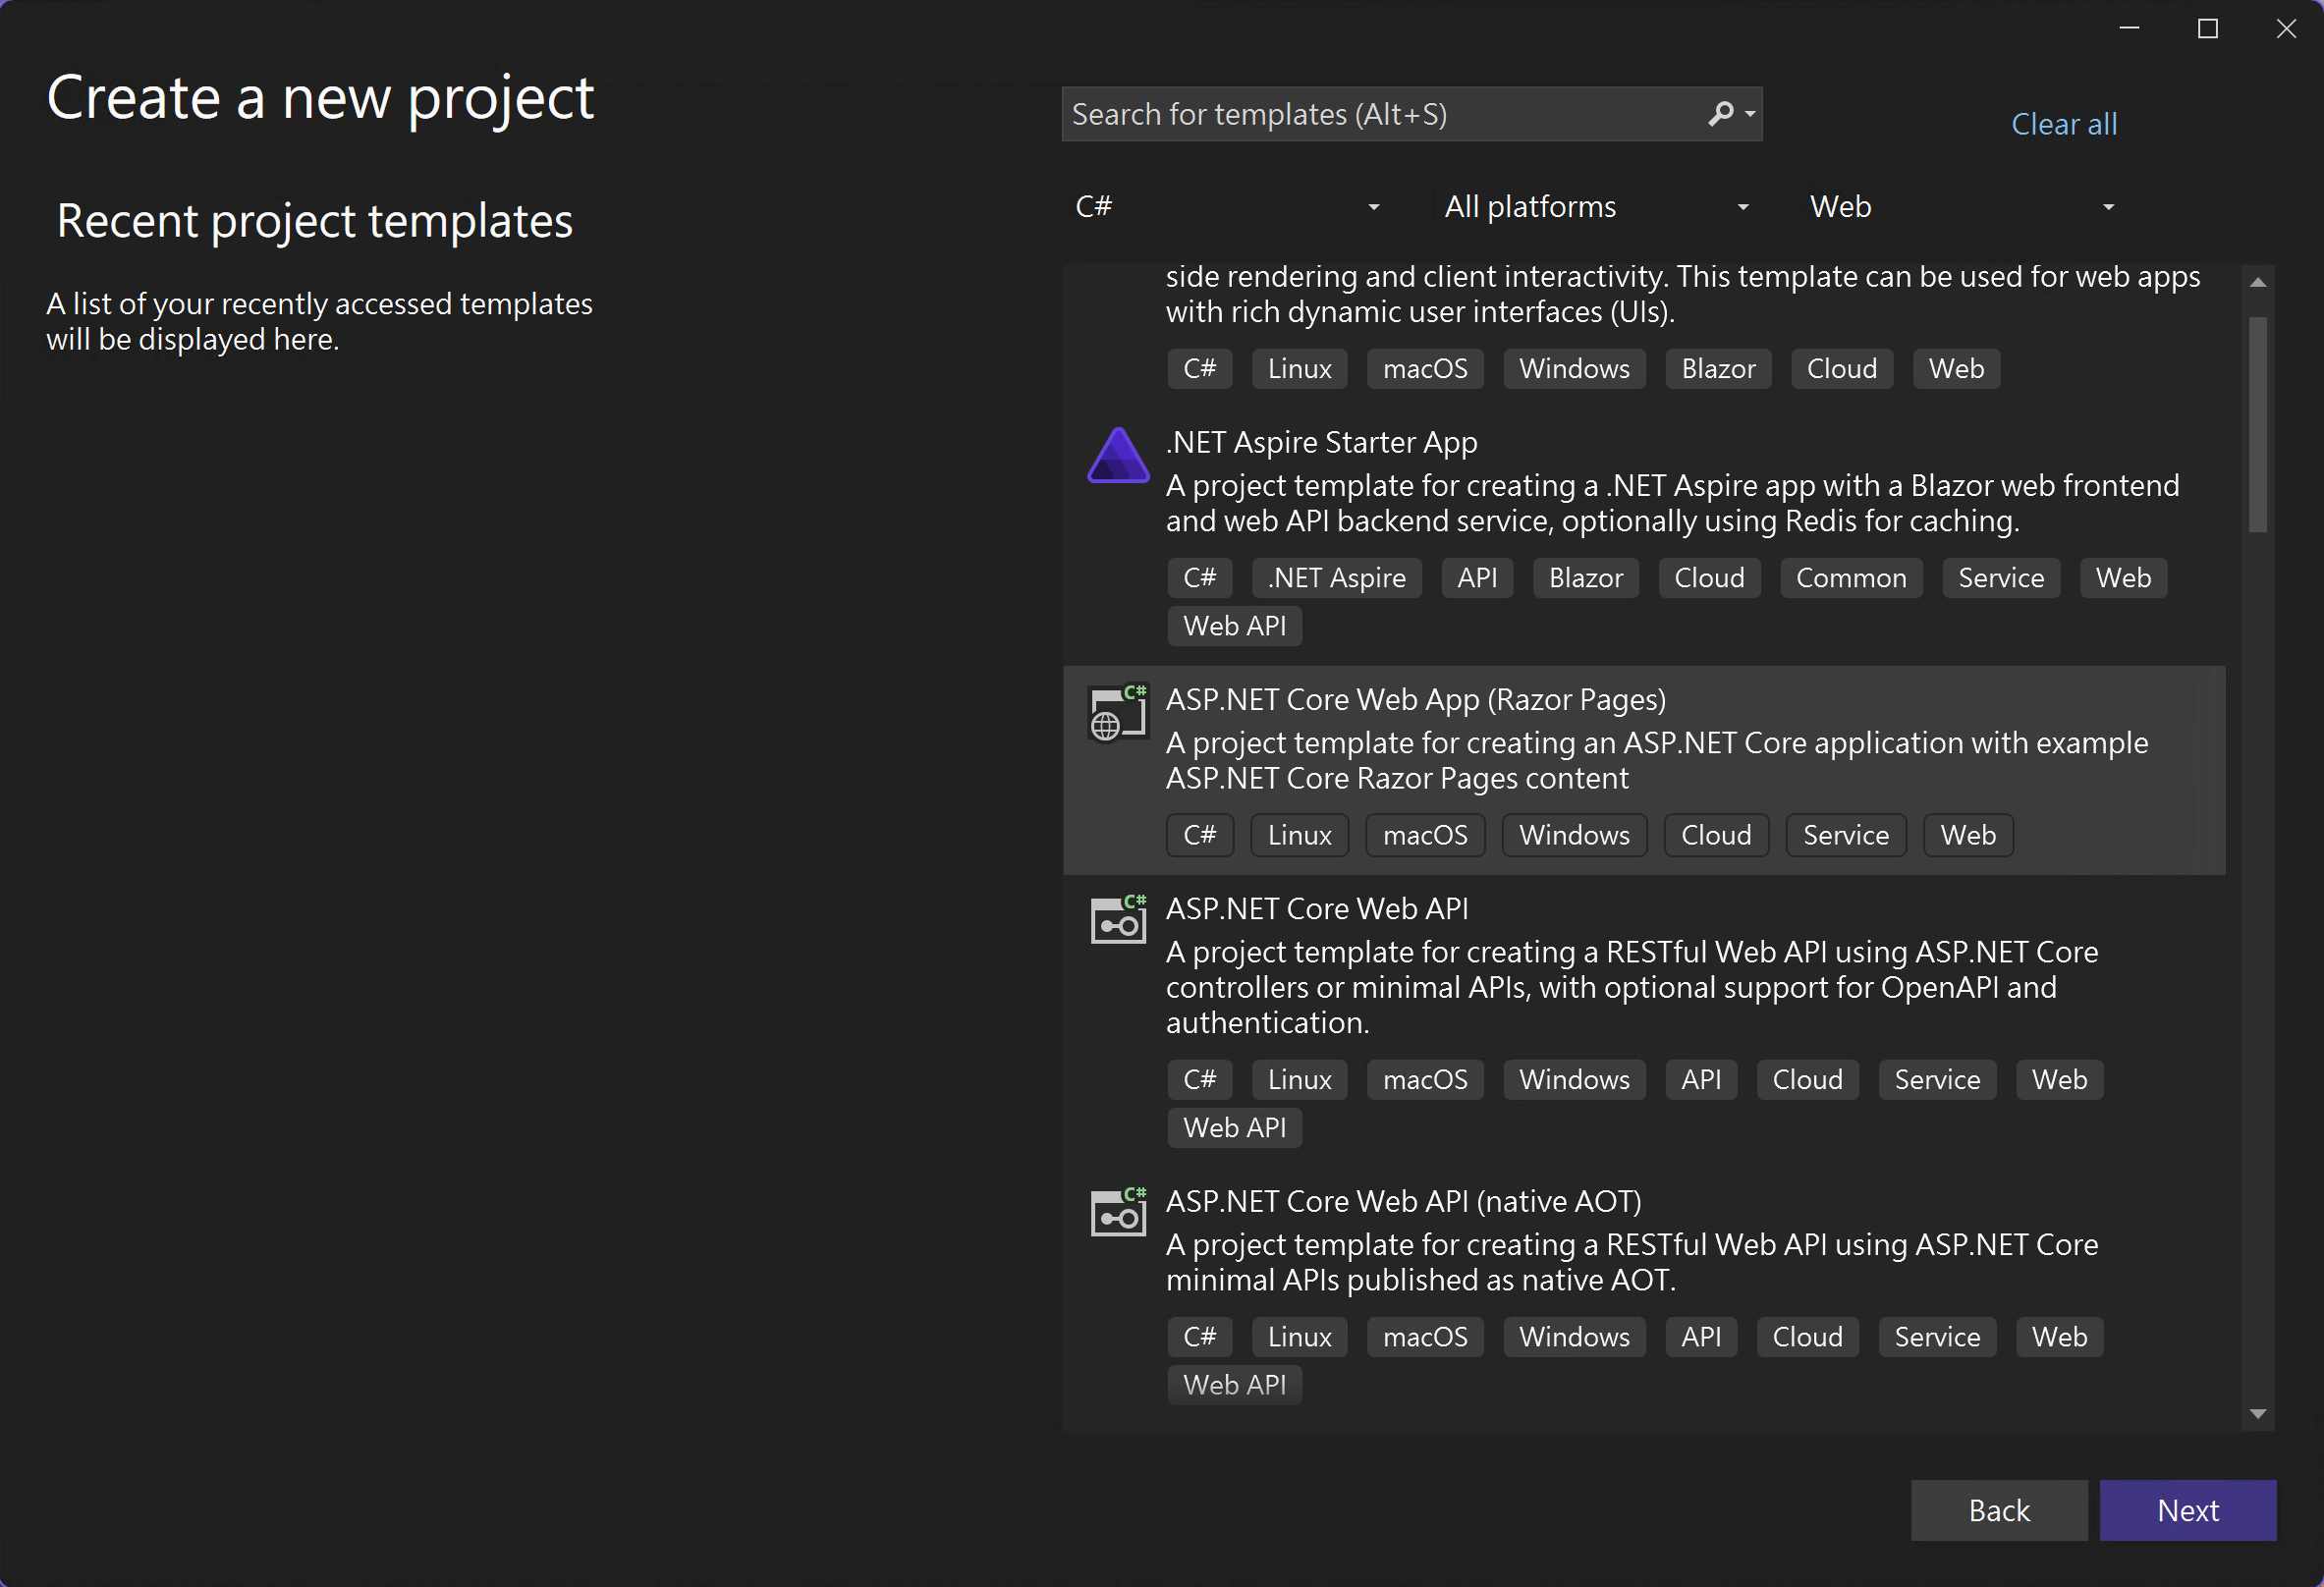 Create a new project
Recent project templates
A list of your recently accessed templates
will be displayed here.
Search for templates (Alt+S)
Clear all
C#
All platforms
Web
side rendering and client interactivity. This template can be used for web apps
with rich dynamic user interfaces (UIs).
C# Linux macOS Windows Blazor Cloud Web
.NET Aspire Starter App
A project template for creating a .NET Aspire app with a Blazor web frontend
and web API backend service, optionally using Redis for caching.
C# .NET Aspire API Blazor Cloud Common Service Web
Web API
C#
ASP.NET Core Web App (Razor Pages)
A project template for creating an ASP.NET Core application with example
ASP.NET Core Razor Pages content
C# Linux macOS Windows Cloud Service Web
C#
ASP.NET Core Web API
A project template for creating a RESTful Web API using ASP.NET Core
controllers or minimal APIs, with optional support for OpenAPI and
authentication.
C# Linux macOS Windows API Cloud Service Web
Web API
C#
ASP.NET Core Web API (native AOT)
A project template for creating a RESTful Web API using ASP.NET Core
minimal APIs published as native AOT.
C# Linux macOS Windows API Cloud Service Web
Web API
Back
Next